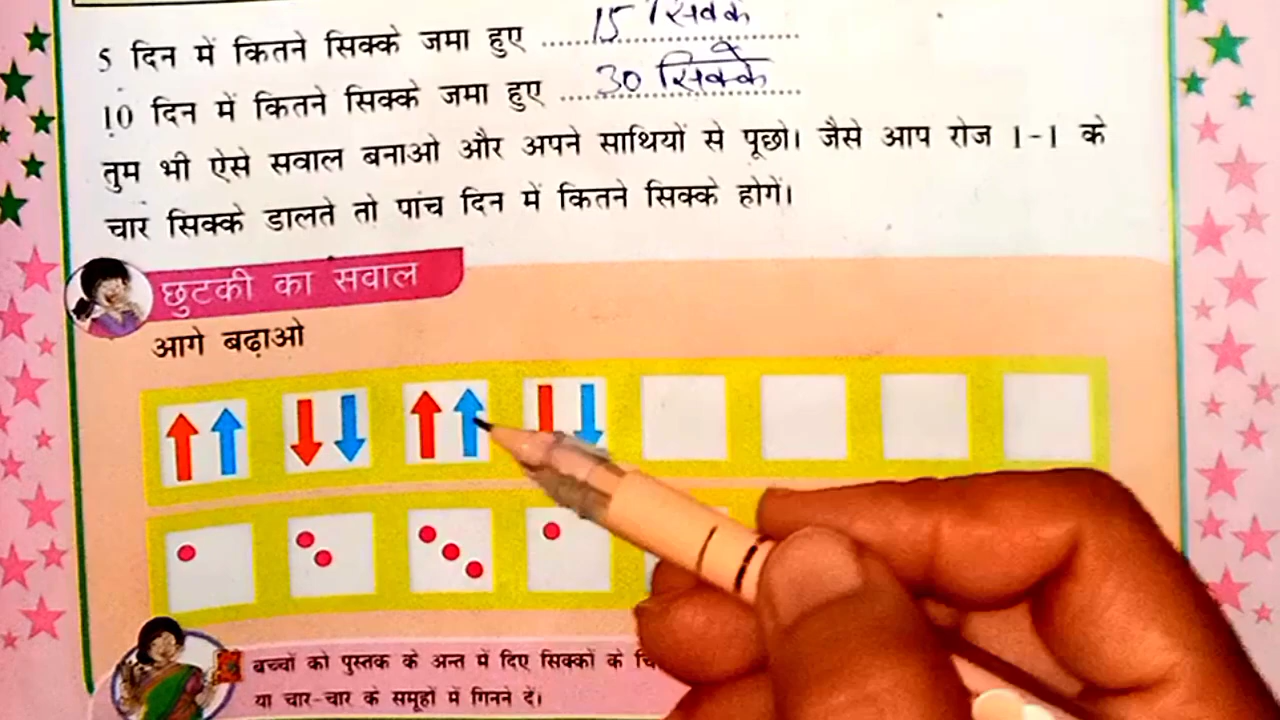 5 दिन में कितने सिक्के जमा हुए .......... 15 सिक्के
10 दिन में कितने सिक्के जमा हुए .......... 30 सिक्के
तुम भी ऐसे सवाल बनाओ और अपने साथियों से पूछो। जैसे आप रोज 1-1 के
चार सिक्के डालते तो पांच दिन में कितने सिक्के होगें।
छुटकी का सवाल
आगे बढ़ाओ
बच्चों को पुस्तक के अन्त में दिए सिक्कों के
या चार-चार के समूहों में गिनने दें।